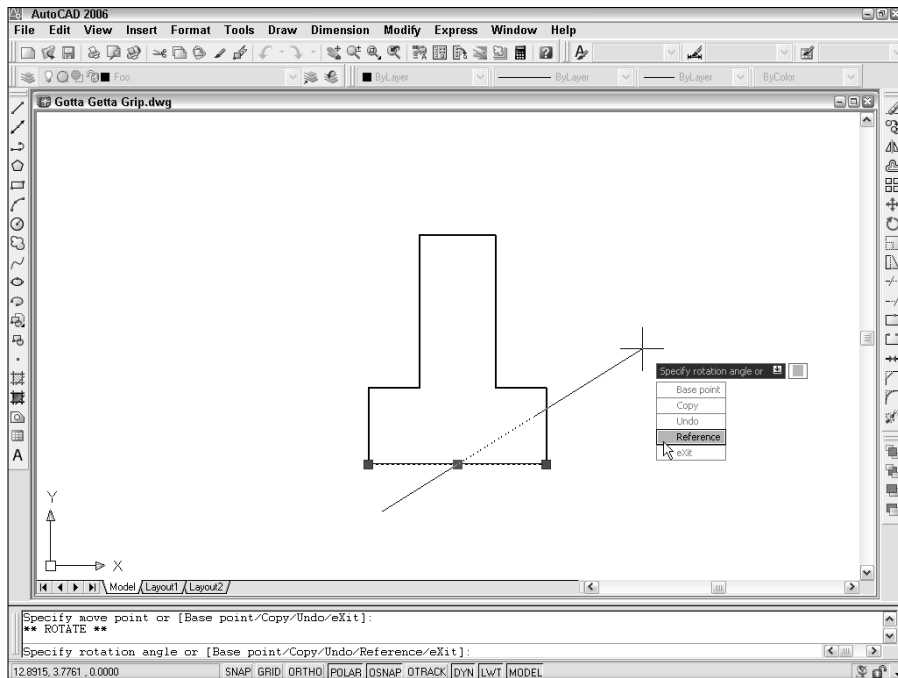 AutoCAD 2006
File Edit View Insert Format Tools Draw Dimension Modify Express Window Help
Foo ByLayer ByLayer ByLayer ByColor
Gotta Getta Grip.dwg
Specify rotation angle or
Base point
Copy
Undo
Reference
eXit
Y
X
Model Layout1 Layout2
Specify move point or [Base point/Copy/Undo/eXit]:
** ROTATE **
Specify rotation angle or [Base point/Copy/Undo/Reference/eXit]:
12.8915, 3.7761 , 0.0000 SNAP GRID ORTHO POLAR OSNAP OTRACK DYN LWT MODEL